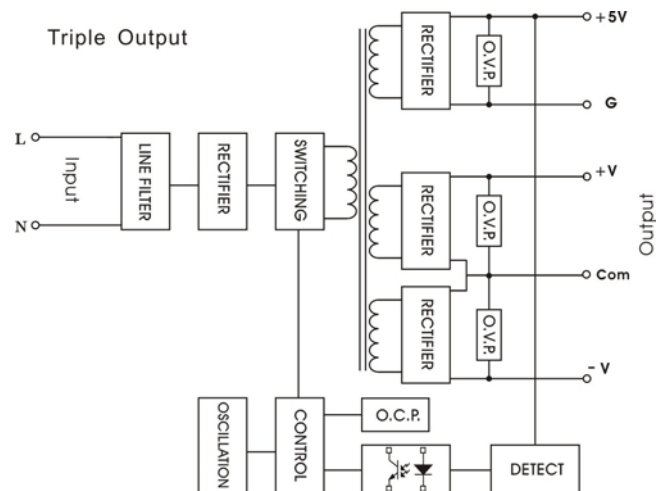 Triple Output
L
Input
N
LINE FILTER
RECTIFIER
SWITCHING
RECTIFIER
O.V.P.
+5V
G
RECTIFIER
O.V.P.
+V
Com
RECTIFIER
O.V.P.
- V
Output
OSCILLATION
CONTROL
O.C.P.
DETECT